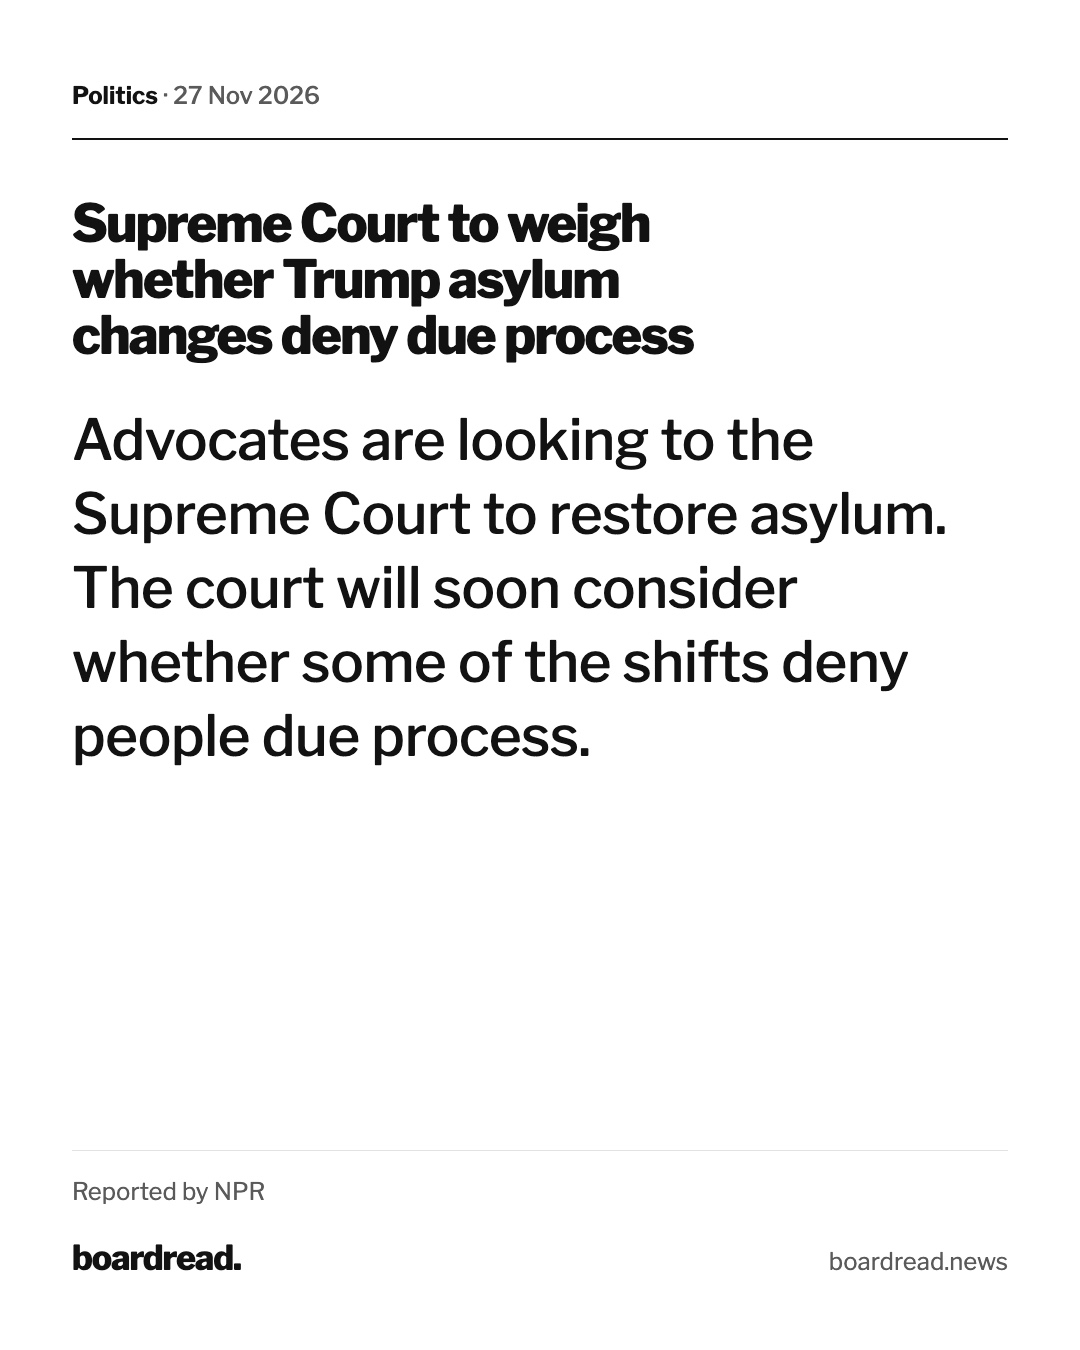 Politics · 27 Nov 2026
Supreme Court to weigh
whether Trump asylum
changes deny due process
Advocates are looking to the
Supreme Court to restore asylum.
The court will soon consider
whether some of the shifts deny
people due process.
Reported by NPR
boardread.
boardread.news